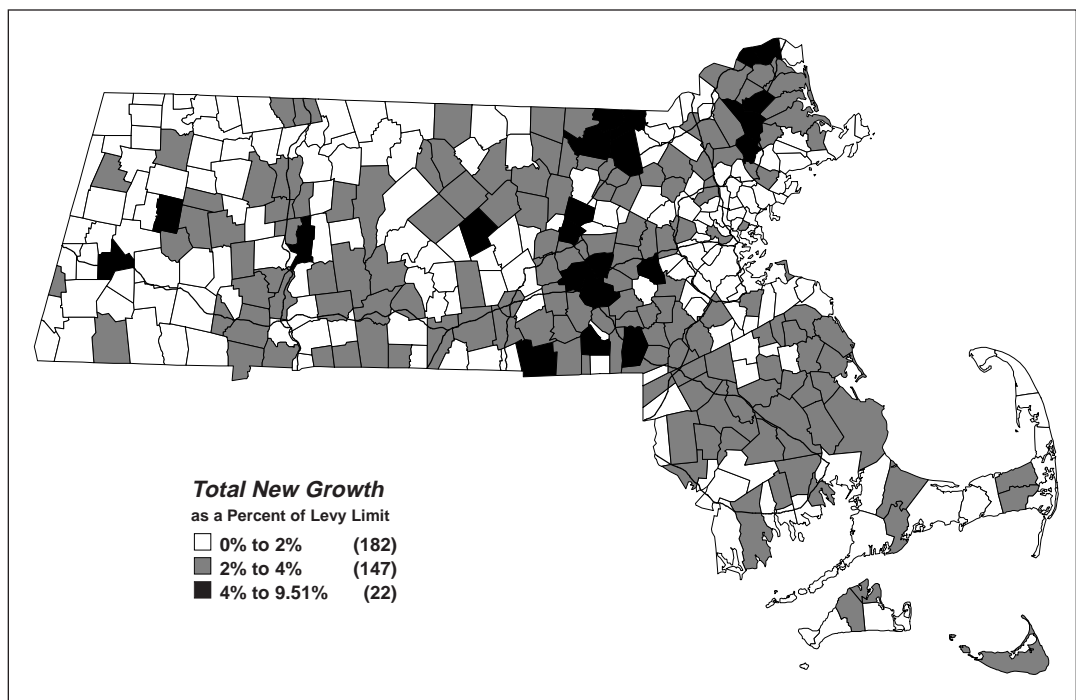 Total New Growth
as a Percent of Levy Limit
0% to 2% (182)
2% to 4% (147)
4% to 9.51% (22)